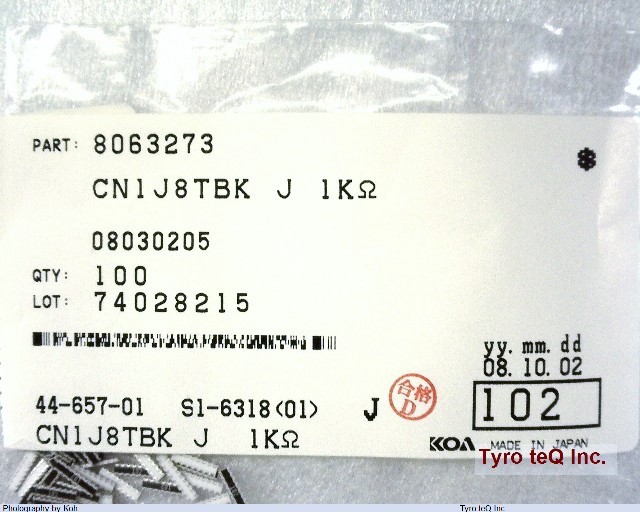 PART: 8063273
*
CN1J8TBK J 1KΩ
08030205
QTY: 100
LOT: 74028215
yy. mm. dd
08. 10. 02
44-657-01 S1-6318(01) J 合格 D 102
CN1J8TBK J 1KΩ KOA MADE IN JAPAN
Tyro teQ Inc.
Photography by Koh Tyro teQ Inc